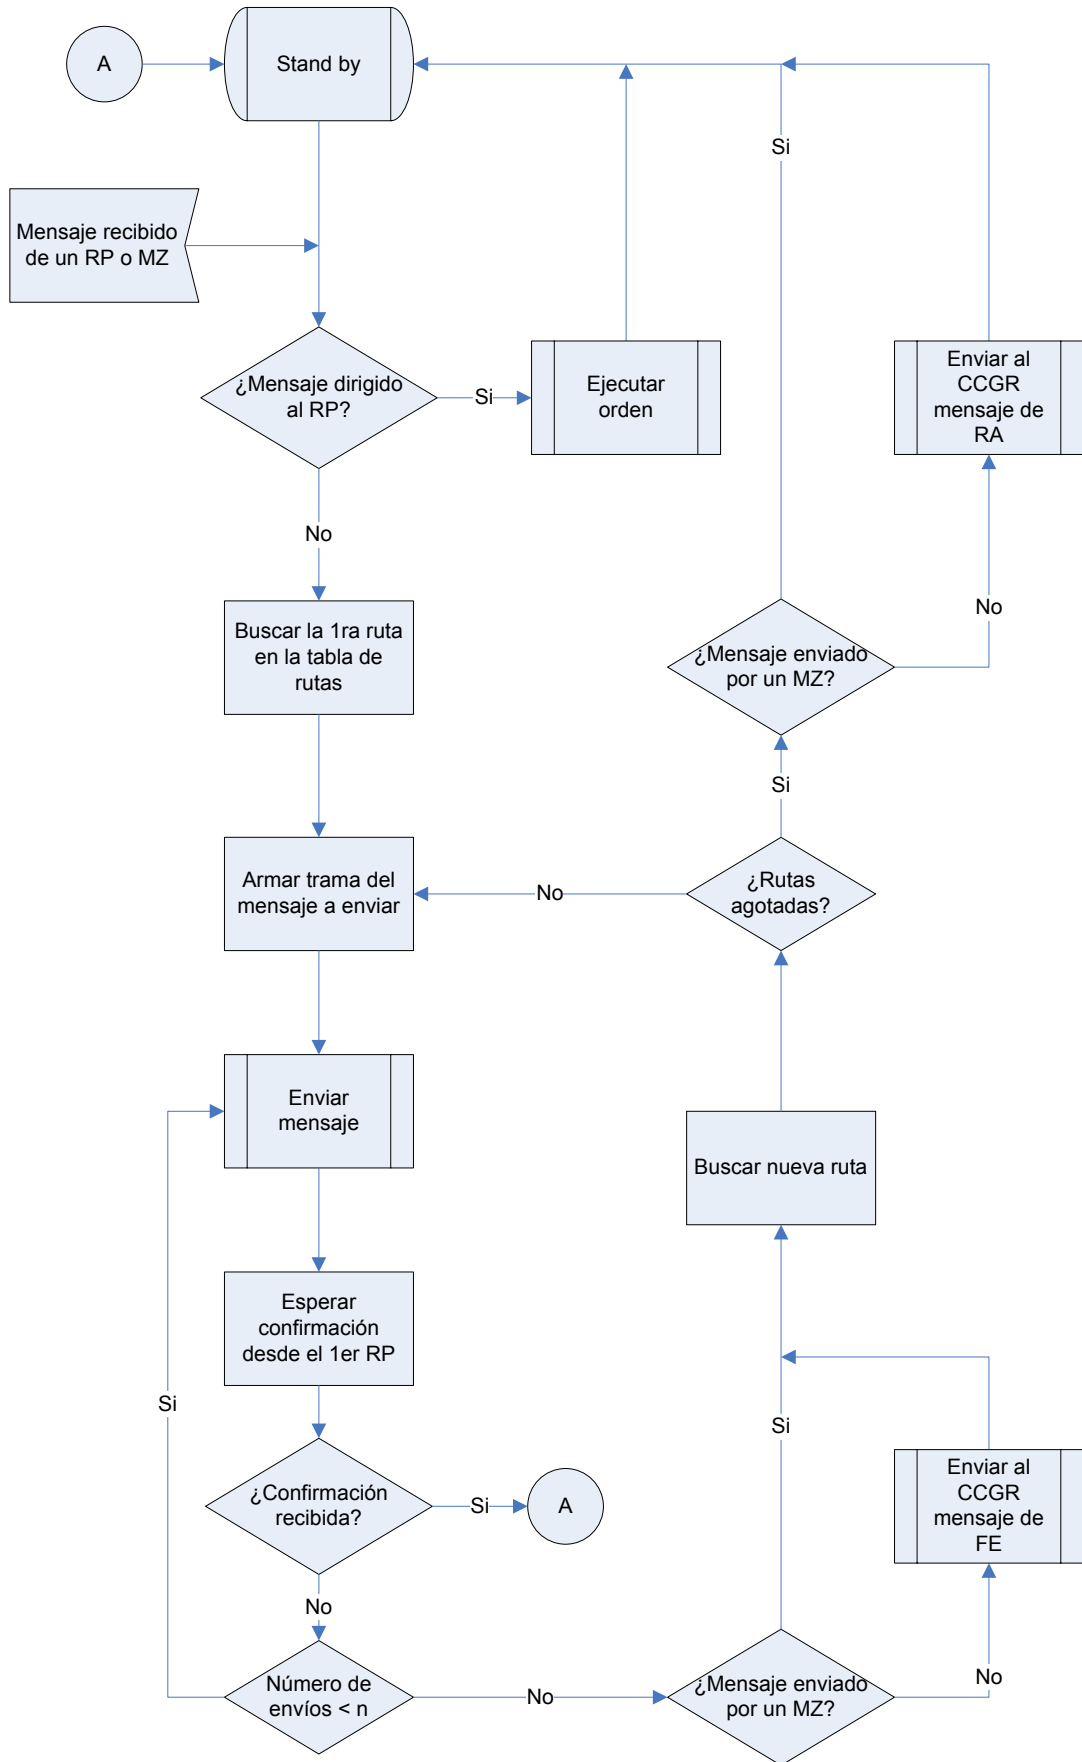 A
Stand by
Si
Mensaje recibido
de un RP o MZ
¿Mensaje dirigido
al RP?
Si
Ejecutar
orden
Enviar al
CCGR
mensaje de
RA
No
Buscar la 1ra ruta
en la tabla de
rutas
No
¿Mensaje enviado
por un MZ?
Si
Armar trama del
mensaje a enviar
No
¿Rutas
agotadas?
Enviar
mensaje
Buscar nueva ruta
Esperar
confirmación
desde el 1er RP
Si
Si
¿Confirmación
recibida?
Si
A
Enviar al
CCGR
mensaje de
FE
No
Número de
envíos < n
No
¿Mensaje enviado
por un MZ?
No